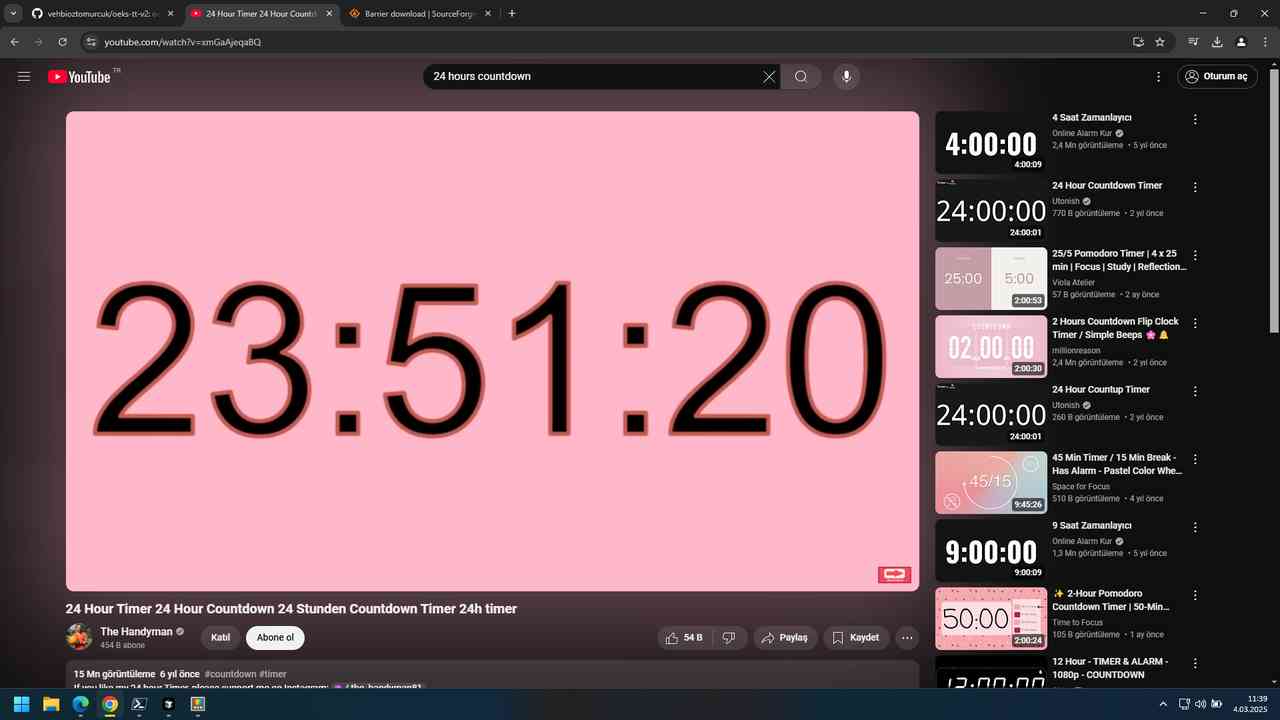 vehbioztomurcuk/oeks-tt-v2:
24 Hour Timer 24 Hour Countd
Barrier download | SourceForg
youtube.com/watch?v=xmGaAjeqaBQ
YouTube TR
24 hours countdown
Oturum aç
23:51:20
24 Hour Timer 24 Hour Countdown 24 Stunden Countdown Timer 24h timer
The Handyman
454 B abone
Katıl
Abone ol
54 B
Paylaş
Kaydet
15 Mn görüntüleme 6 yıl önce #countdown #timer
If you like my 24 hour Timer, please support me on Instagram: / the_handyman81
4:00:00
4:00:09
4 Saat Zamanlayıcı
Online Alarm Kur
2,4 Mn görüntüleme • 5 yıl önce
24:00:00
24:00:01
24 Hour Countdown Timer
Utonish
770 B görüntüleme • 2 yıl önce
25:00 5:00
2:00:53
25/5 Pomodoro Timer | 4 x 25
min | Focus | Study | Reflection...
Viola Atelier
57 B görüntüleme • 2 ay önce
COUNTDOWN
02 00 00
2:00:30
2 Hours Countdown Flip Clock
Timer / Simple Beeps 🌸 🔔
millionreason
2,4 Mn görüntüleme • 2 yıl önce
24:00:00
24:00:01
24 Hour Countup Timer
Utonish
260 B görüntüleme • 2 yıl önce
45/15
9:45:26
45 Min Timer / 15 Min Break -
Has Alarm - Pastel Color Whe...
Space for Focus
510 B görüntüleme • 4 yıl önce
9:00:00
9:00:09
9 Saat Zamanlayıcı
Online Alarm Kur
1,3 Mn görüntüleme • 5 yıl önce
50:00
2:00:24
✨ 2-Hour Pomodoro
Countdown Timer | 50-Min...
Time to Focus
105 B görüntüleme • 1 ay önce
12:00:00
12 Hour - TIMER & ALARM -
1080p - COUNTDOWN
11:39
4.03.2025